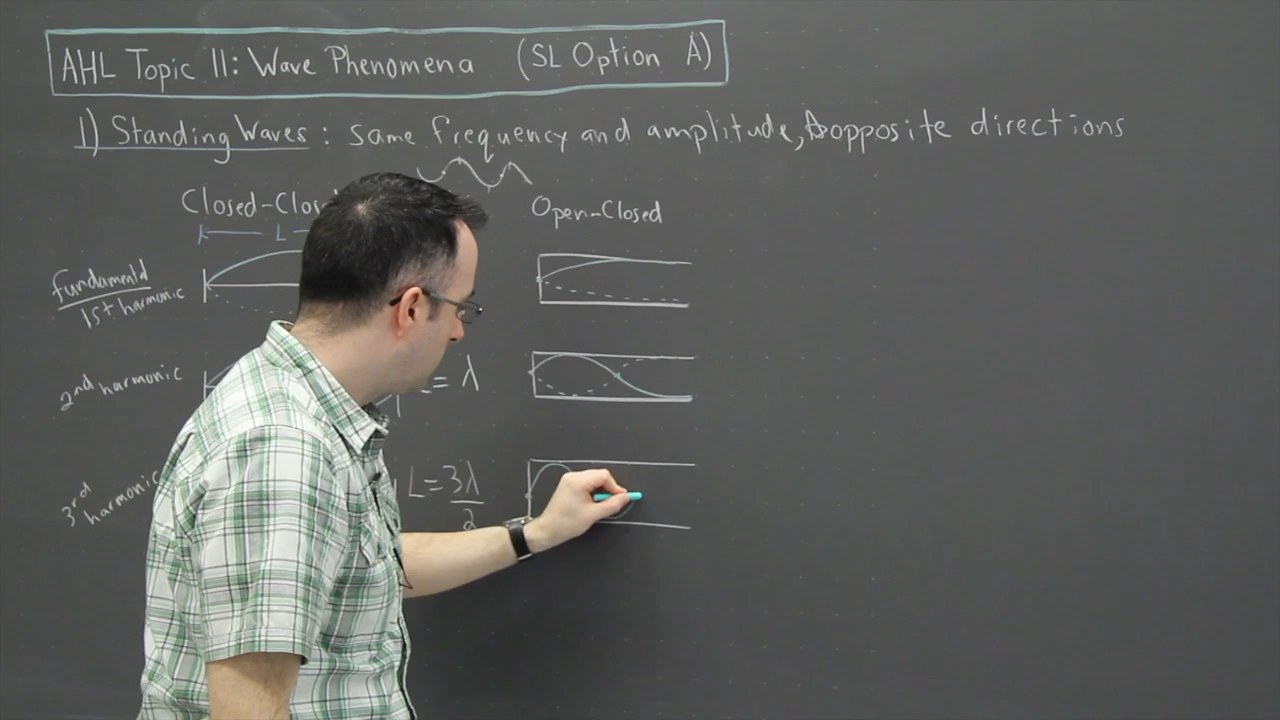 AHL Topic 11: Wave Phenomena (SL Option A)
1) Standing Waves: same frequency and amplitude, opposite directions
Closed-Clos Open-Closed
L
fundamental
1st harmonic
2nd harmonic = λ
3rd harmonic L = 3λ/2